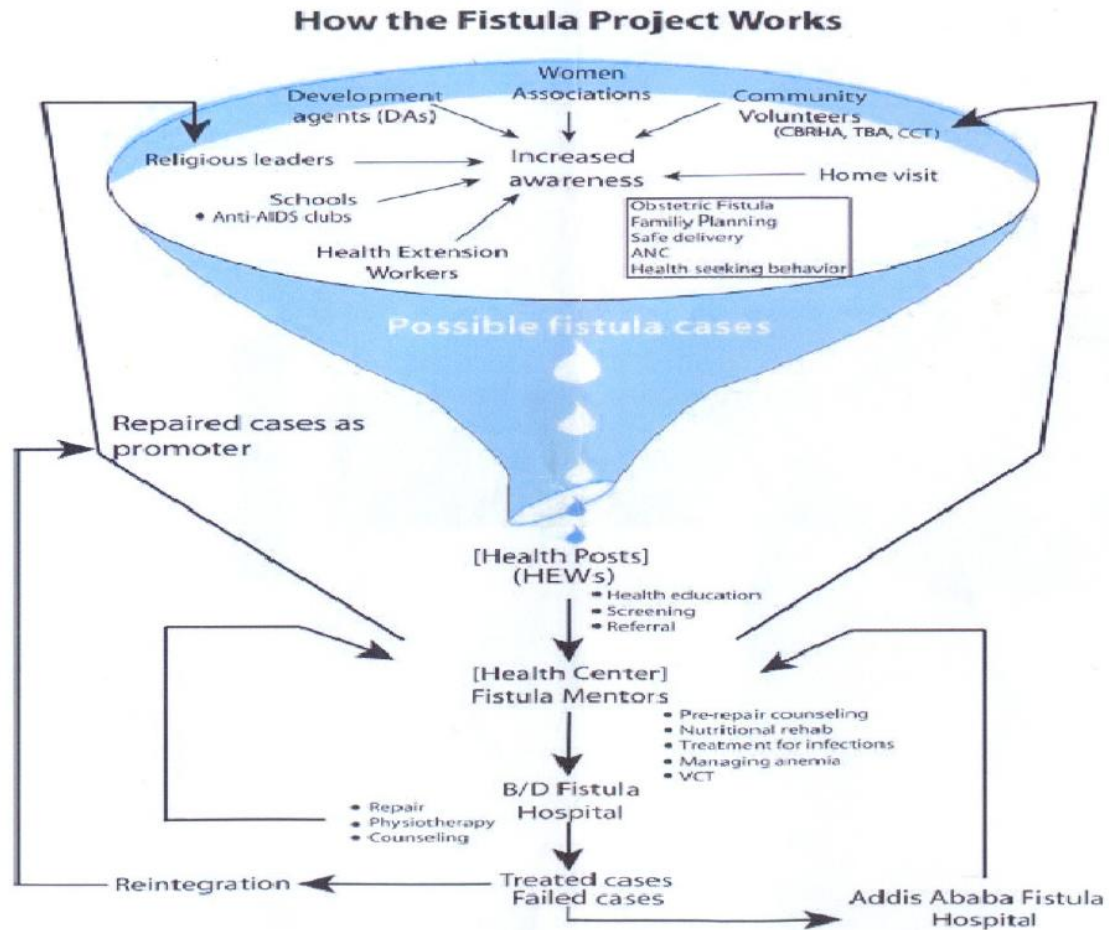 How the Fistula Project Works
Women
Associations
Development
agents (DAs)
Community
Volunteers
(CBRHA, TBA, CCT)
Religious leaders
Increased
awareness
Home visit
Schools
• Anti-AIDS clubs
Health Extension
Workers
Obstetric Fistula
Familiy Planning
Safe delivery
ANC
Health seeking behavior
Possible fistula cases
Repaired cases as
promoter
[Health Posts]
(HEWs)
• Health education
• Screening
• Referral
[Health Center]
Fistula Mentors
• Pre-repair counseling
• Nutritional rehab
• Treatment for infections
• Managing anemia
• VCT
B/D Fistula
Hospital
• Repair
• Physiotherapy
• Counseling
Reintegration
Treated cases
Failed cases
Addis Ababa Fistula
Hospital